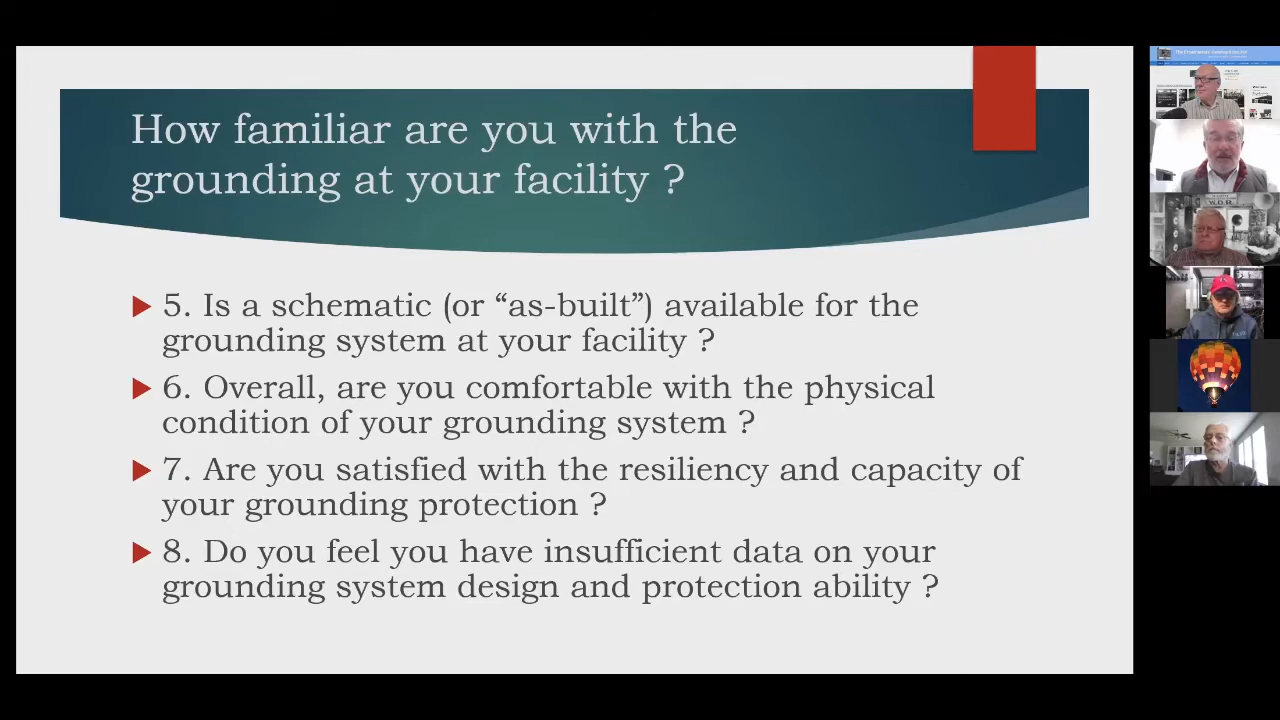 How familiar are you with the
grounding at your facility ?
5. Is a schematic (or “as-built”) available for the
grounding system at your facility ?
6. Overall, are you comfortable with the physical
condition of your grounding system ?
7. Are you satisfied with the resiliency and capacity of
your grounding protection ?
8. Do you feel you have insufficient data on your
grounding system design and protection ability ?